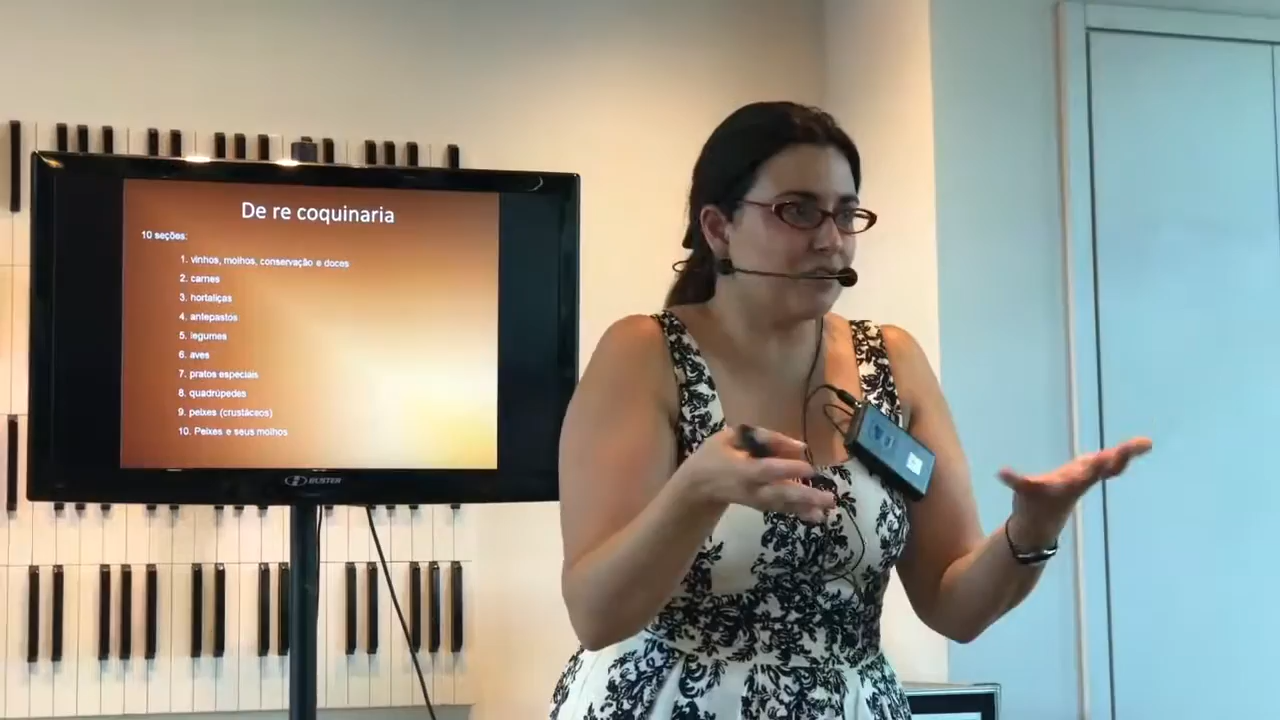 De re coquinaria
10 seções:
1. vinhos, molhos, conservação e doces
2. carnes
3. hortaliças
4. antepastos
5. legumes
6. aves
7. pratos especiais
8. quadrúpedes
9. peixes (crustáceos)
10. Peixes e seus molhos
H BUSTER